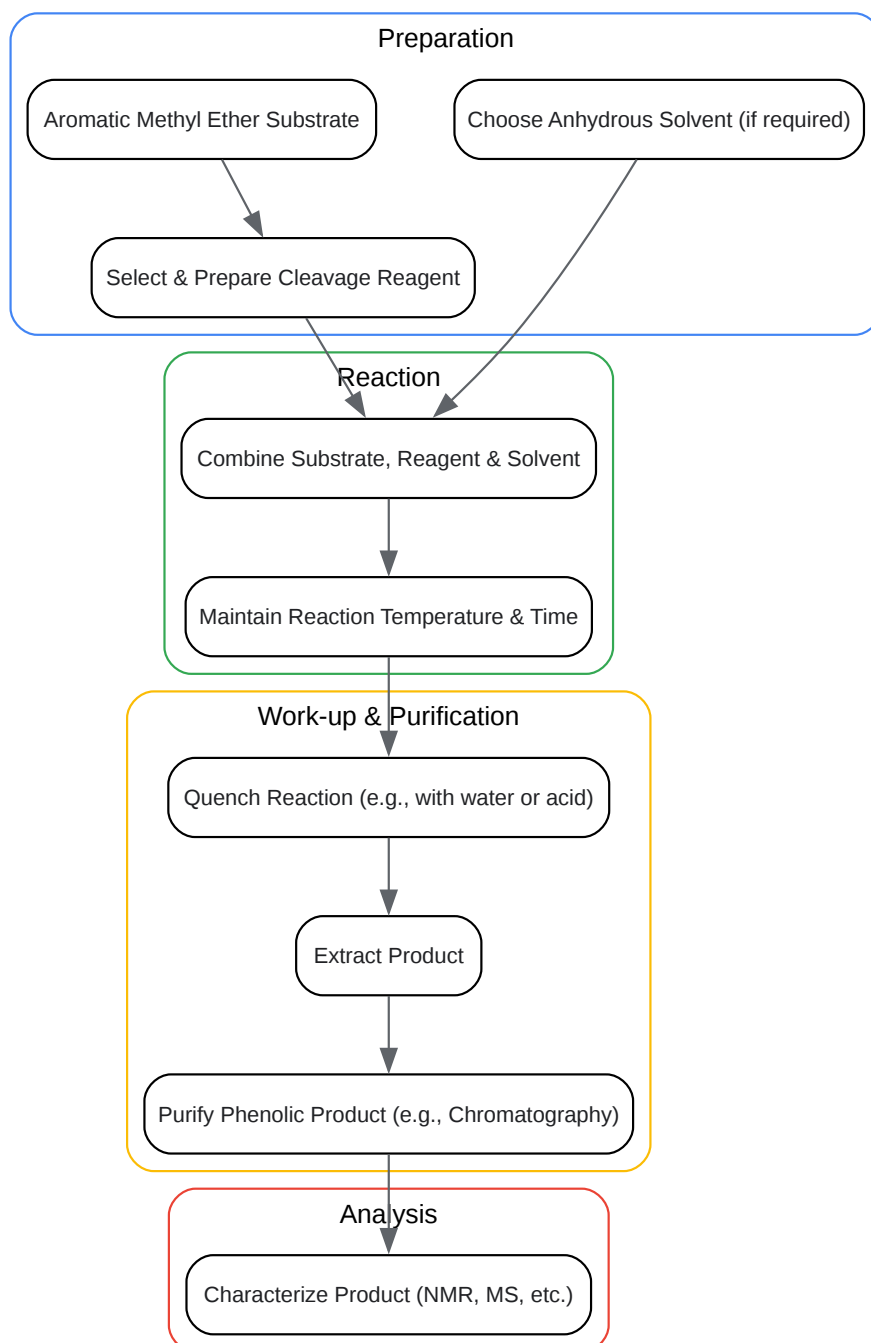 Preparation
Aromatic Methyl Ether Substrate
Choose Anhydrous Solvent (if required)
Select & Prepare Cleavage Reagent
Reaction
Combine Substrate, Reagent & Solvent
Maintain Reaction Temperature & Time
Work-up & Purification
Quench Reaction (e.g., with water or acid)
Extract Product
Purify Phenolic Product (e.g., Chromatography)
Analysis
Characterize Product (NMR, MS, etc.)